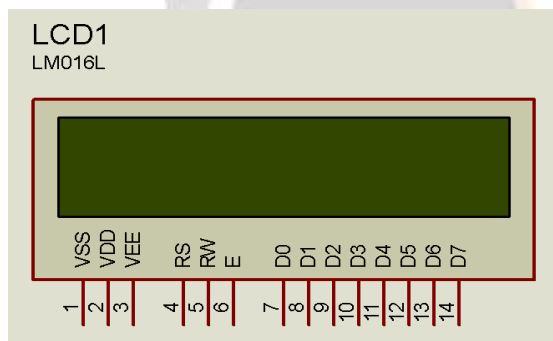 LCD1
LM016L
VSS VDD VEE RS RW E D0 D1 D2 D3 D4 D5 D6 D7
1 2 3 4 5 6 7 8 9 10 11 12 13 14